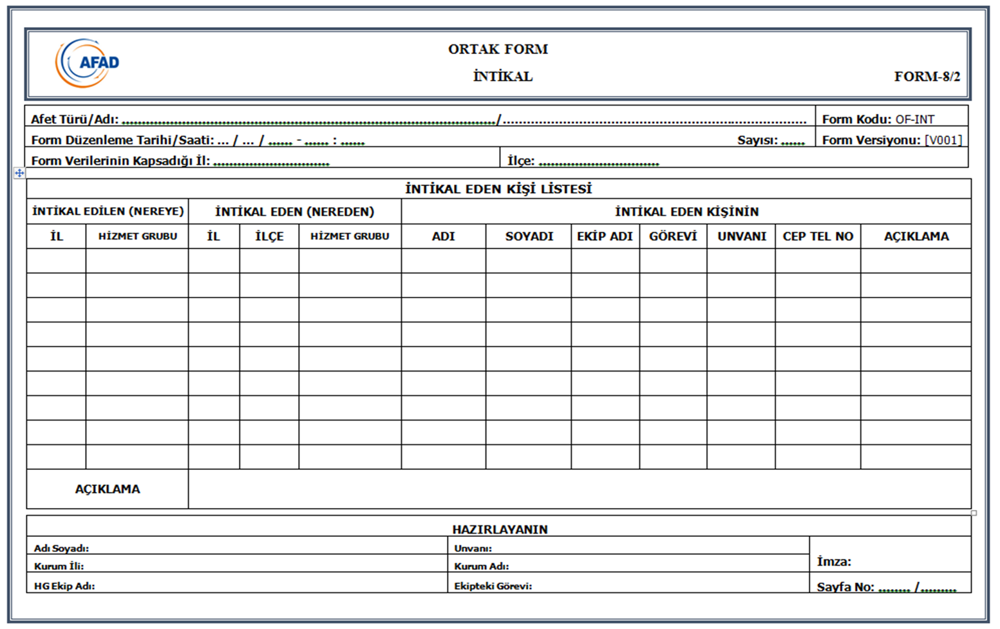 AFAD
ORTAK FORM
İNTİKAL
FORM-8/2
Afet Türü/Adı: ................................................................................................/............................................................................ Form Kodu: OF-INT
Form Düzenleme Tarihi/Saati: ... / ... / ...... - ...... : ...... Sayısı: ...... Form Versiyonu: [V001]
Form Verilerinin Kapsadığı İl: ............................. İlçe: ..............................
İNTİKAL EDEN KİŞİ LİSTESİ
İNTİKAL EDİLEN (NEREYE) İNTİKAL EDEN (NEREDEN) İNTİKAL EDEN KİŞİNİN
İL HİZMET GRUBU İL İLÇE HİZMET GRUBU ADI SOYADI EKİP ADI GÖREVİ UNVANI CEP TEL NO AÇIKLAMA
AÇIKLAMA
HAZIRLAYANIN
Adı Soyadı: Unvanı:
Kurum İli: Kurum Adı: İmza:
HG Ekip Adı: Ekipteki Görevi: Sayfa No: ........ /.........